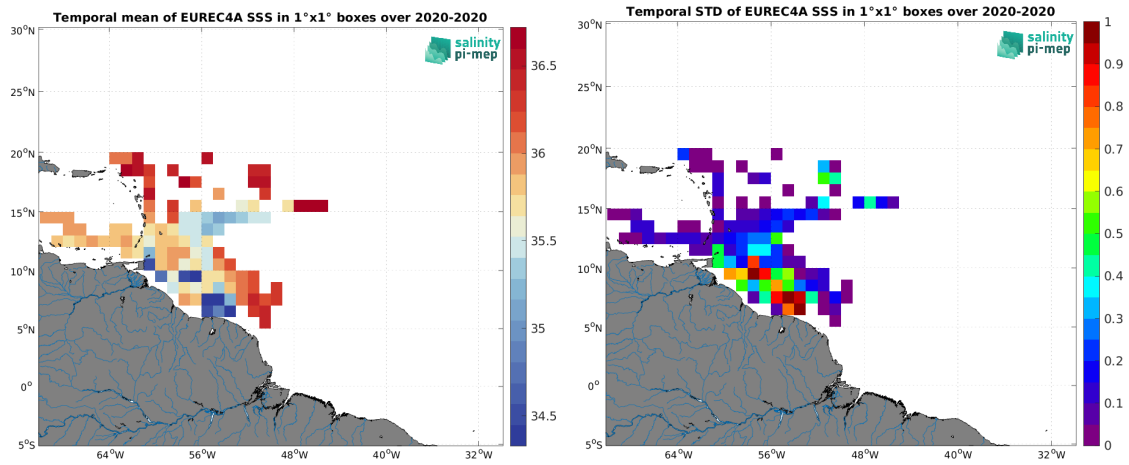 Temporal mean of EUREC4A SSS in 1°x1° boxes over 2020-2020
30°N
25°N
20°N
15°N
10°N
5°N
0°
5°S
64°W
56°W
48°W
40°W
32°W
salinity
pi-mep
36.5
36
35.5
35
34.5
Temporal STD of EUREC4A SSS in 1°x1° boxes over 2020-2020
30°N
25°N
20°N
15°N
10°N
5°N
0°
5°S
64°W
56°W
48°W
40°W
32°W
salinity
pi-mep
1
0.9
0.8
0.7
0.6
0.5
0.4
0.3
0.2
0.1
0